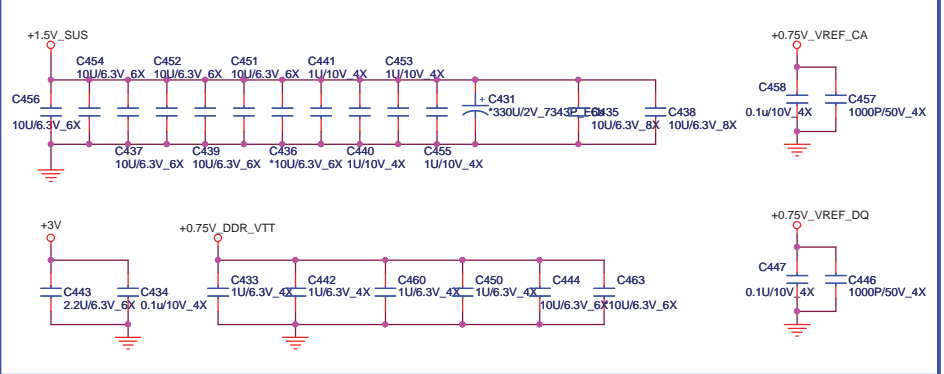 +1.5V_SUS
C454
10U/6.3V_6X
C452
10U/6.3V_6X
C451
10U/6.3V_6X
C441
1U/10V_4X
C453
1U/10V_4X
C456
10U/6.3V_6X
C437
10U/6.3V_6X
C439
10U/6.3V_6X
C436
*10U/6.3V_6X
C440
1U/10V_4X
C455
1U/10V_4X
+
C431
*330U/2V_7343P_E6b
C435
10U/6.3V_8X
C438
10U/6.3V_8X
+0.75V_VREF_CA
C458
0.1u/10V_4X
C457
1000P/50V_4X
+3V
C443
2.2U/6.3V_6X
C434
0.1u/10V_4X
+0.75V_DDR_VTT
C433
1U/6.3V_4X
C442
1U/6.3V_4X
C460
1U/6.3V_4X
C450
1U/6.3V_4X
C444
10U/6.3V_6X
C463
*10U/6.3V_6X
+0.75V_VREF_DQ
C447
0.1U/10V_4X
C446
1000P/50V_4X